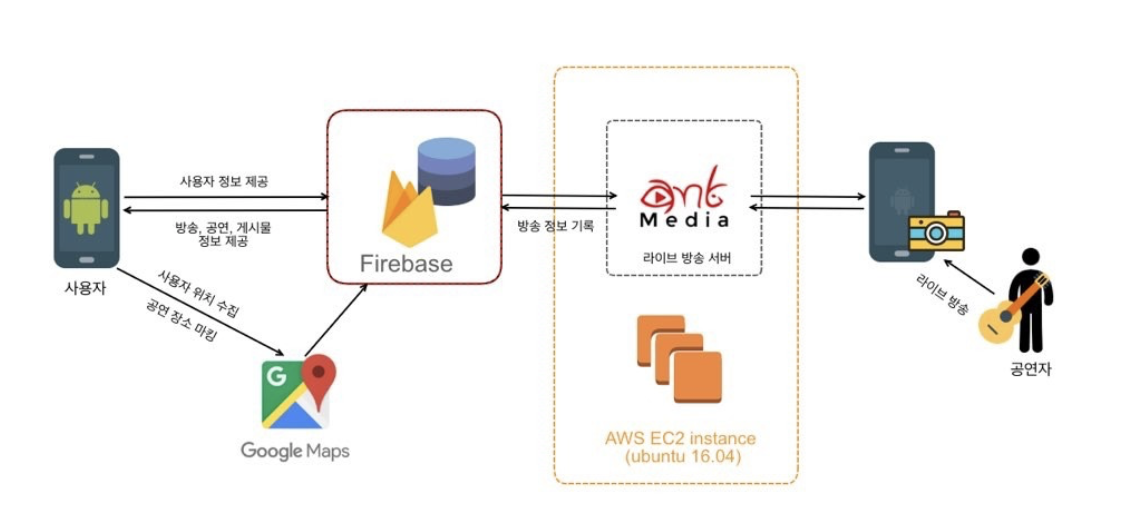 사용자 정보 제공
방송, 공연, 게시물
정보 제공
사용자
사용자 위치 수집
공연 장소 마킹
G
Google Maps
Firebase
방송 정보 기록
ant
Media
라이브 방송 서버
AWS EC2 instance
(ubuntu 16.04)
라이브 방송
공연자